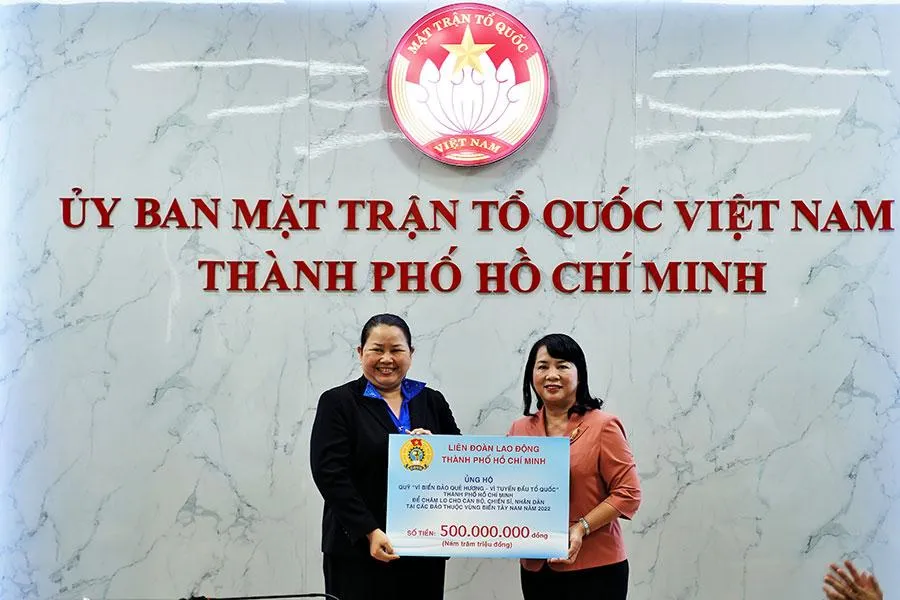 MẶT TRẬN TỔ QUỐC
VIỆT NAM
ỦY BAN MẶT TRẬN TỔ QUỐC VIỆT NAM
THÀNH PHỐ HỒ CHÍ MINH
LIÊN ĐOÀN LAO ĐỘNG
THÀNH PHỐ HỒ CHÍ MINH
ỦNG HỘ
QUỸ "VÌ BIỂN ĐẢO QUÊ HƯƠNG - VÌ TUYẾN ĐẦU TỔ QUỐC"
THÀNH PHỐ HỒ CHÍ MINH
ĐỂ CHĂM LO CHO CÁN BỘ, CHIẾN SĨ, NHÂN DÂN
TẠI CÁC ĐẢO THUỘC VÙNG BIỂN TÂY NAM NĂM 2022
SỐ TIỀN: 500.000.000 đồng
(Năm trăm triệu đồng)